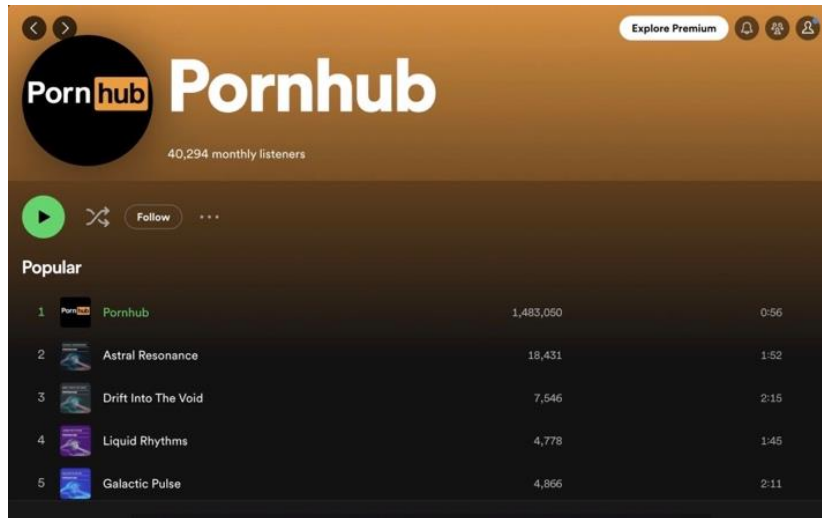 Explore Premium
Porn hub
Pornhub
40,294 monthly listeners
Follow
Popular
1 Porn hub Pornhub 1,483,050 0:56
2 Astral Resonance 18,431 1:52
3 Drift Into The Void 7,546 2:15
4 Liquid Rhythms 4,778 1:45
5 Galactic Pulse 4,866 2:11